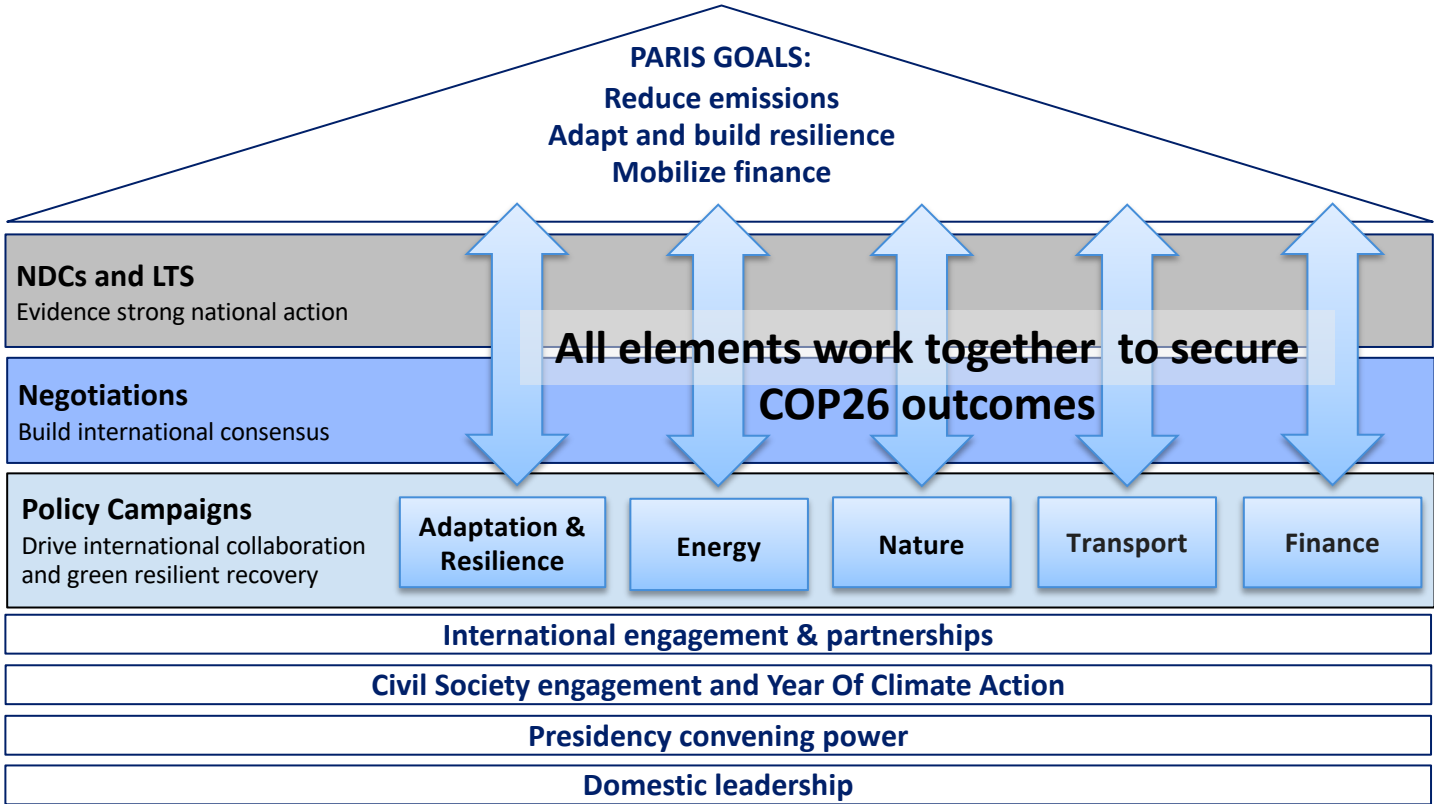 PARIS GOALS:
Reduce emissions
Adapt and build resilience
Mobilize finance
NDCs and LTS
Evidence strong national action
All elements work together to secure
COP26 outcomes
Negotiations
Build international consensus
Policy Campaigns
Drive international collaboration
and green resilient recovery
Adaptation &
Resilience
Energy
Nature
Transport
Finance
International engagement & partnerships
Civil Society engagement and Year Of Climate Action
Presidency convening power
Domestic leadership